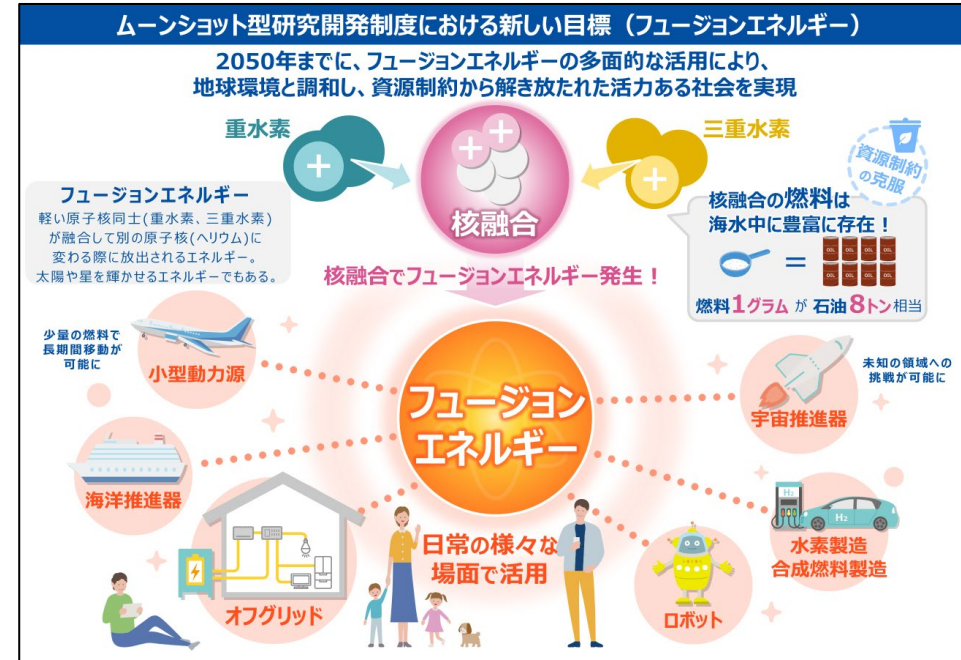 ムーンショット型研究開発制度における新しい目標（フュージョンエネルギー）
2050年までに、フュージョンエネルギーの多面的な活用により、
地球環境と調和し、資源制約から解き放たれた活力ある社会を実現
重水素
三重水素
核融合
資源制約
の克服
フュージョンエネルギー
軽い原子核同士(重水素、三重水素)
が融合して別の原子核(ヘリウム)に
変わる際に放出されるエネルギー。
太陽や星を輝かせるエネルギーでもある。
核融合の燃料は
海水中に豊富に存在！
=
燃料1グラム が 石油8トン相当
核融合でフュージョンエネルギー発生！
少量の燃料で
長期間移動が
可能に
小型動力源
フュージョン
エネルギー
未知の領域への
挑戦が可能に
宇宙推進器
海洋推進器
H2
H2
水素製造
合成燃料製造
日常の様々な
場面で活用
オフグリッド
ロボット